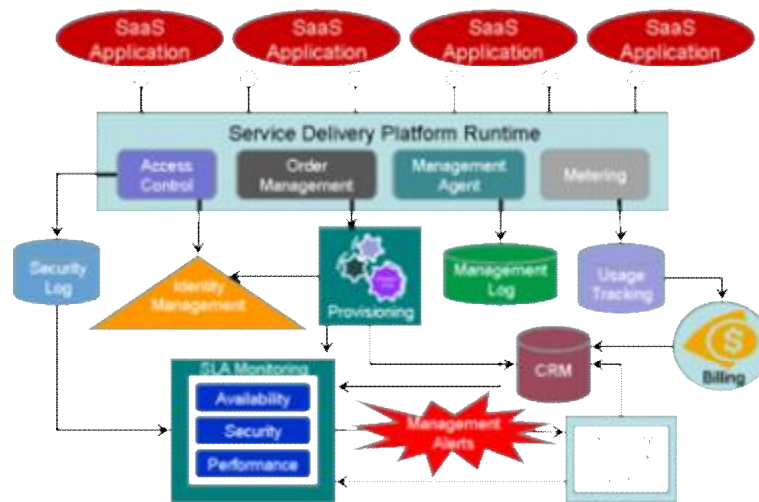 SaaS
Application
SaaS
Application
SaaS
Application
SaaS
Application
Service Delivery Platform Runtime
Access
Control
Order
Management
Management
Agent
Metering
Security
Log
Identity
Management
Provisioning
Management
Log
Usage
Tracking
SLA Monitoring
Availability
Security
Performance
CRM
Billing
Management
Alerts